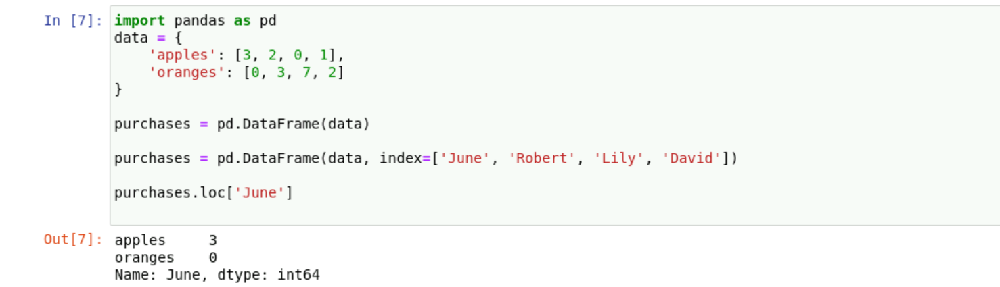 In [7]: import pandas as pd
data = {
    'apples': [3, 2, 0, 1],
    'oranges': [0, 3, 7, 2]
}
purchases = pd.DataFrame(data)
purchases = pd.DataFrame(data, index=['June', 'Robert', 'Lily', 'David'])
purchases.loc['June']
Out[7]: apples     3
oranges    0
Name: June, dtype: int64